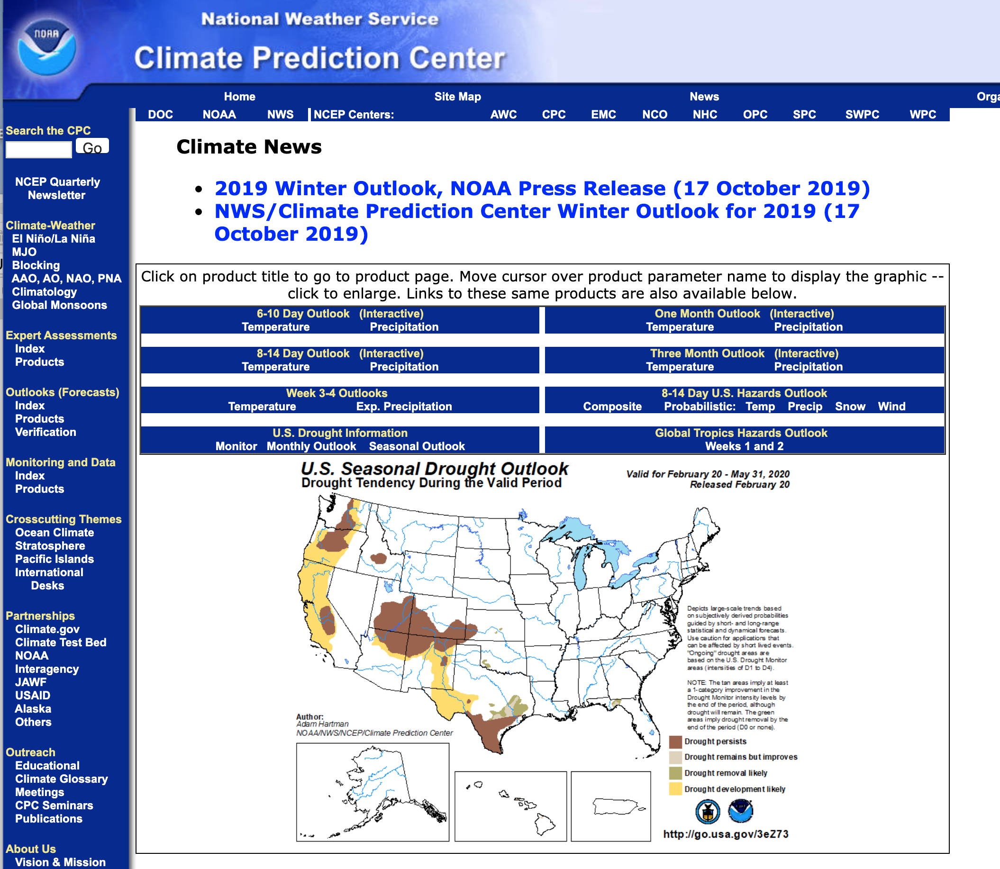 NOAA
National Weather Service
Climate Prediction Center
Home Site Map News
DOC NOAA NWS NCEP Centers: AWC CPC EMC NCO NHC OPC SPC SWPC WPC
Search the CPC
Go
NCEP Quarterly
Newsletter
Climate-Weather
El Niño/La Niña
MJO
Blocking
AAO, AO, NAO, PNA
Climatology
Global Monsoons
Expert Assessments
Index
Products
Outlooks (Forecasts)
Index
Products
Verification
Monitoring and Data
Index
Products
Crosscutting Themes
Ocean Climate
Stratosphere
Pacific Islands
International
Desks
Partnerships
Climate.gov
Climate Test Bed
NOAA
Interagency
JAWF
USAID
Alaska
Others
Outreach
Educational
Climate Glossary
Meetings
CPC Seminars
Publications
About Us
Vision & Mission
Climate News
• 2019 Winter Outlook, NOAA Press Release (17 October 2019)
• NWS/Climate Prediction Center Winter Outlook for 2019 (17
October 2019)
Click on product title to go to product page. Move cursor over product parameter name to display the graphic --
click to enlarge. Links to these same products are also available below.
6-10 Day Outlook (Interactive)
Temperature Precipitation
One Month Outlook (Interactive)
Temperature Precipitation
8-14 Day Outlook (Interactive)
Temperature Precipitation
Three Month Outlook (Interactive)
Temperature Precipitation
Week 3-4 Outlooks
Temperature Exp. Precipitation
8-14 Day U.S. Hazards Outlook
Composite Probabilistic: Temp Precip Snow Wind
U.S. Drought Information
Monitor Monthly Outlook Seasonal Outlook
Global Tropics Hazards Outlook
Weeks 1 and 2
U.S. Seasonal Drought Outlook
Drought Tendency During the Valid Period
Valid for February 20 - May 31, 2020
Released February 20
Depicts large-scale trends based
on subjectively derived probabilities
guided by short- and long-range
statistical and dynamical forecasts.
Use caution for applications that
can be affected by short lived events.
"Ongoing" drought areas are
based on the U.S. Drought Monitor
areas (intensities of D1 to D4).
NOTE: The tan areas imply at least
a 1-category improvement in the
Drought Monitor intensity levels by
the end of the period, although
drought will remain. The green
areas imply drought removal by the
end of the period (D0 or none).
Author:
Adam Hartman
NOAA/NWS/NCEP/Climate Prediction Center
Drought persists
Drought remains but improves
Drought removal likely
Drought development likely
http://go.usa.gov/3eZ73